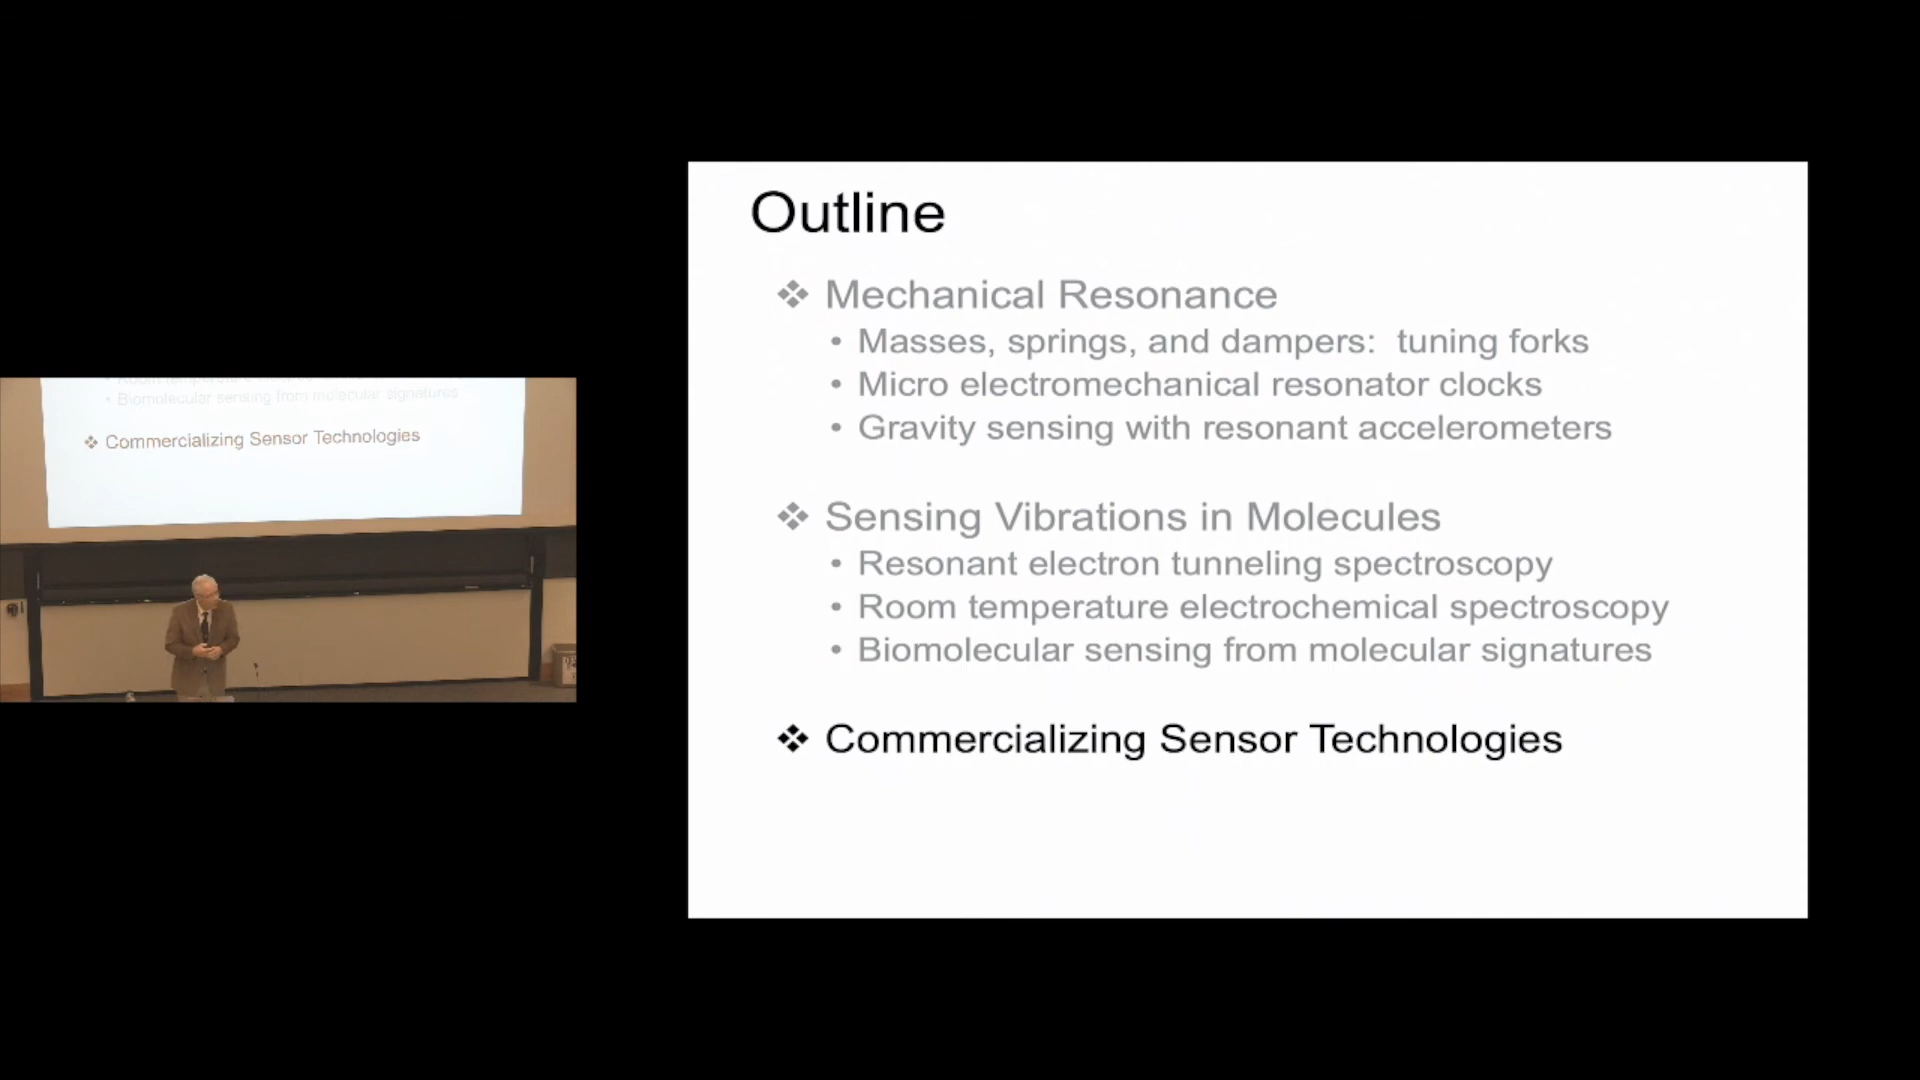 Outline
❖ Mechanical Resonance
• Masses, springs, and dampers: tuning forks
• Micro electromechanical resonator clocks
• Gravity sensing with resonant accelerometers
❖ Sensing Vibrations in Molecules
• Resonant electron tunneling spectroscopy
• Room temperature electrochemical spectroscopy
• Biomolecular sensing from molecular signatures
❖ Commercializing Sensor Technologies
• Biomolecular sensing from molecular signatures
❖ Commercializing Sensor Technologies